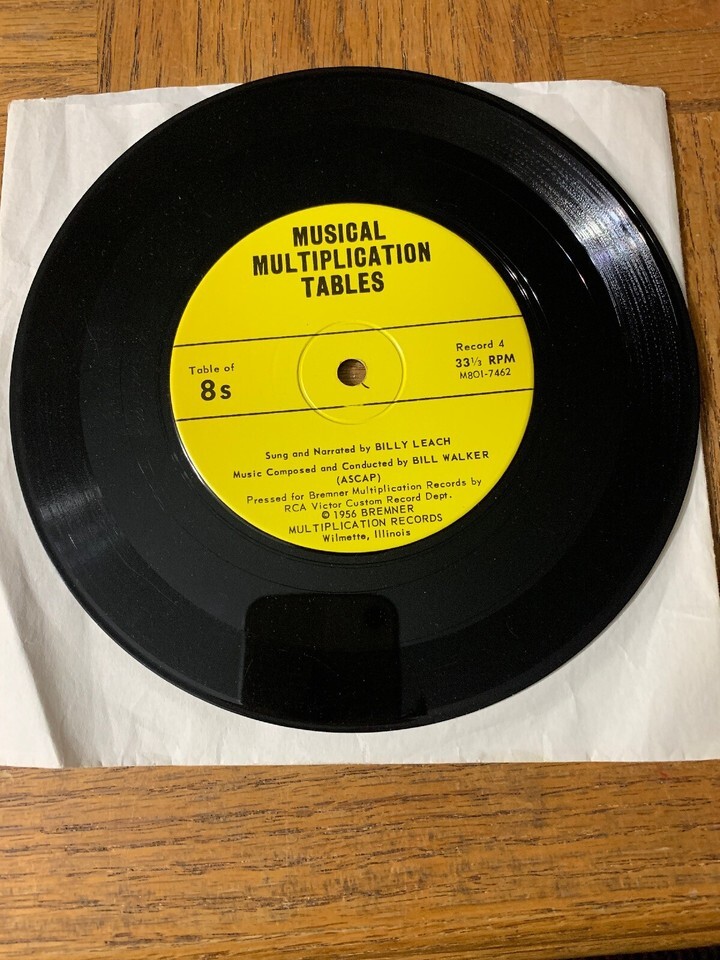 MUSICAL
MULTIPLICATION
TABLES
Table of
8s
Record 4
33⅓ RPM
M8OI-7462
Sung and Narrated by BILLY LEACH
Music Composed and Conducted by BILL WALKER
(ASCAP)
Pressed for Bremner Multiplication Records by
RCA Victor Custom Record Dept.
© 1956 BREMNER
MULTIPLICATION RECORDS
Wilmette, Illinois